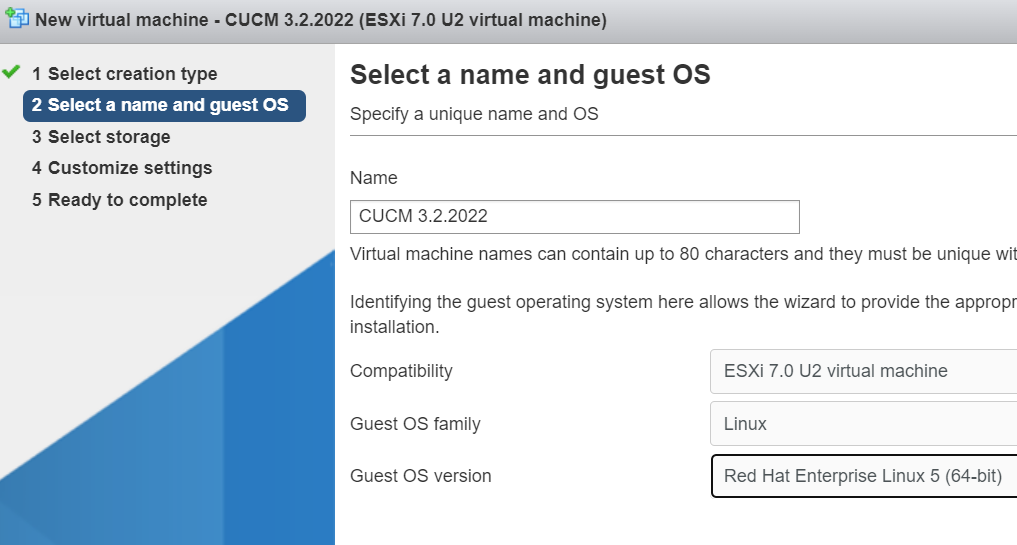 New virtual machine - CUCM 3.2.2022 (ESXi 7.0 U2 virtual machine)
1 Select creation type
2 Select a name and guest OS
3 Select storage
4 Customize settings
5 Ready to complete
Select a name and guest OS
Specify a unique name and OS
Name
CUCM 3.2.2022
Virtual machine names can contain up to 80 characters and they must be unique wit
Identifying the guest operating system here allows the wizard to provide the appropr
installation.
Compatibility
ESXi 7.0 U2 virtual machine
Guest OS family
Linux
Guest OS version
Red Hat Enterprise Linux 5 (64-bit)